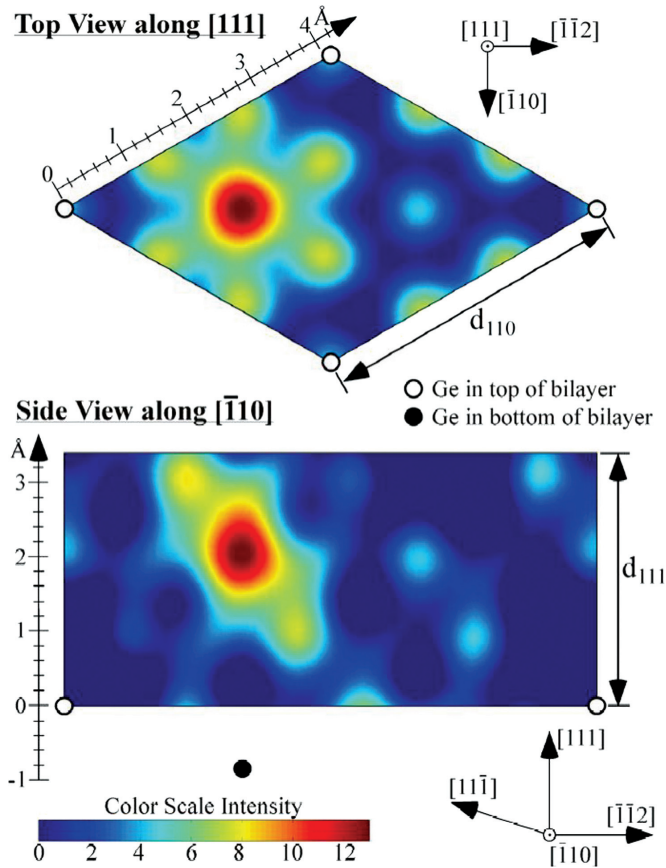 Top View along [111]
Å
4
3
2
1
0
[111]
[1̄1̄2]
[1̄10]
d110
Ge in top of bilayer
Ge in bottom of bilayer
Side View along [1̄10]
Å
3
2
1
0
-1
d111
[111]
[111̄]
[1̄1̄2]
[1̄10]
Color Scale Intensity
0 2 4 6 8 10 12